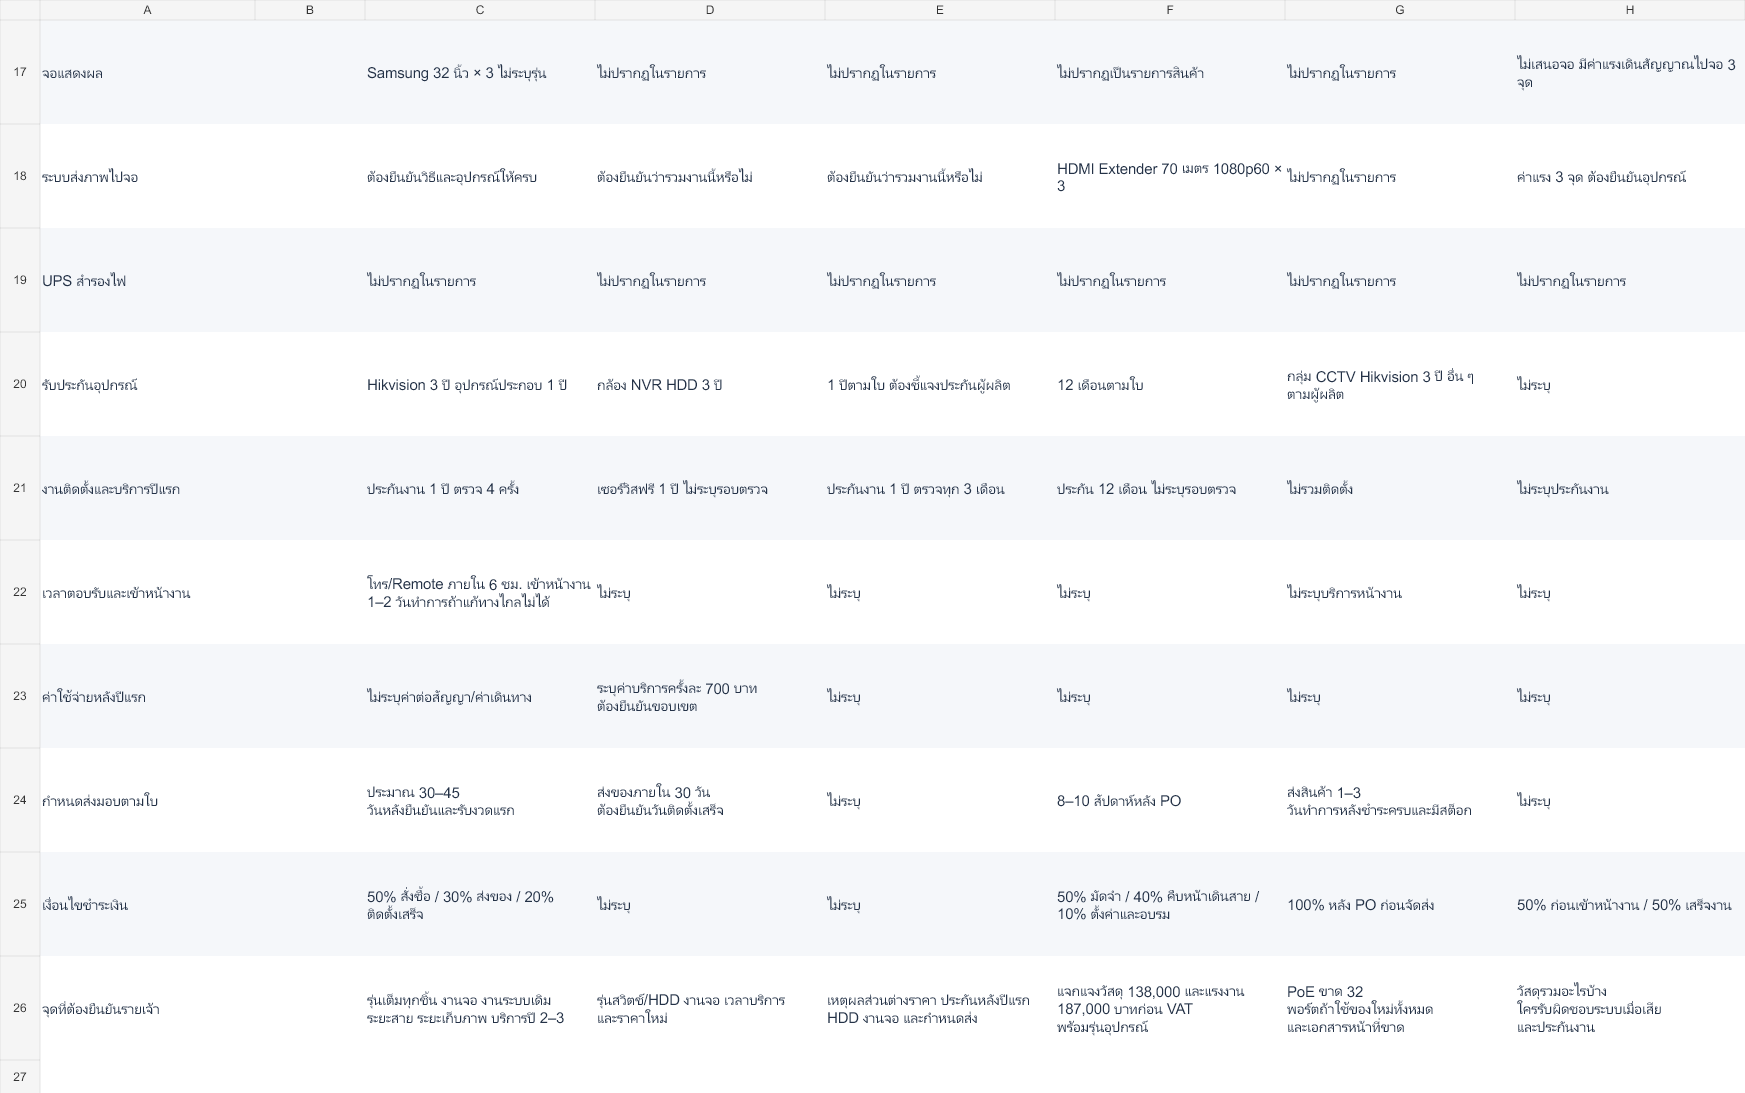 A B C D E F G H
17 จอแสดงผล Samsung 32 นิ้ว × 3 ไม่ระบุรุ่น ไม่ปรากฏในรายการ ไม่ปรากฏในรายการ ไม่ปรากฏเป็นรายการสินค้า ไม่ปรากฏในรายการ ไม่เสนอจอ มีค่าแรงเดินสัญญาณไปจอ 3
จุด
18 ระบบส่งภาพไปจอ ต้องยืนยันวิธีและอุปกรณ์ให้ครบ ต้องยืนยันว่ารวมงานนี้หรือไม่ ต้องยืนยันว่ารวมงานนี้หรือไม่ HDMI Extender 70 เมตร 1080p60 ×
3 ไม่ปรากฏในรายการ ค่าแรง 3 จุด ต้องยืนยันอุปกรณ์
19 UPS สำรองไฟ ไม่ปรากฏในรายการ ไม่ปรากฏในรายการ ไม่ปรากฏในรายการ ไม่ปรากฏในรายการ ไม่ปรากฏในรายการ ไม่ปรากฏในรายการ
20 รับประกันอุปกรณ์ Hikvision 3 ปี อุปกรณ์ประกอบ 1 ปี กล้อง NVR HDD 3 ปี 1 ปีตามใบ ต้องชี้แจงประกันผู้ผลิต 12 เดือนตามใบ กลุ่ม CCTV Hikvision 3 ปี อื่น ๆ
ตามผู้ผลิต ไม่ระบุ
21 งานติดตั้งและบริการปีแรก ประกันงาน 1 ปี ตรวจ 4 ครั้ง เซอร์วิสฟรี 1 ปี ไม่ระบุรอบตรวจ ประกันงาน 1 ปี ตรวจทุก 3 เดือน ประกัน 12 เดือน ไม่ระบุรอบตรวจ ไม่รวมติดตั้ง ไม่ระบุประกันงาน
22 เวลาตอบรับและเข้าหน้างาน โทร/Remote ภายใน 6 ชม. เข้าหน้างาน
1–2 วันทำการถ้าแก้ทางไกลไม่ได้ ไม่ระบุ ไม่ระบุ ไม่ระบุ ไม่ระบุบริการหน้างาน ไม่ระบุ
23 ค่าใช้จ่ายหลังปีแรก ไม่ระบุค่าต่อสัญญา/ค่าเดินทาง ระบุค่าบริการครั้งละ 700 บาท
ต้องยืนยันขอบเขต ไม่ระบุ ไม่ระบุ ไม่ระบุ ไม่ระบุ
24 กำหนดส่งมอบตามใบ ประมาณ 30–45
วันหลังยืนยันและรับงวดแรก ส่งของภายใน 30 วัน
ต้องยืนยันวันติดตั้งเสร็จ ไม่ระบุ 8–10 สัปดาห์หลัง PO ส่งสินค้า 1–3
วันทำการหลังชำระครบและมีสต็อก ไม่ระบุ
25 เงื่อนไขชำระเงิน 50% สั่งซื้อ / 30% ส่งของ / 20%
ติดตั้งเสร็จ ไม่ระบุ ไม่ระบุ 50% มัดจำ / 40% คืบหน้าเดินสาย /
10% ตั้งค่าและอบรม 100% หลัง PO ก่อนจัดส่ง 50% ก่อนเข้าหน้างาน / 50% เสร็จงาน
26 จุดที่ต้องยืนยันรายเจ้า รุ่นเต็มทุกชิ้น งานจอ งานระบบเดิม
ระยะสาย ระยะเก็บภาพ บริการปี 2–3 รุ่นสวิตช์/HDD งานจอ เวลาบริการ
และราคาใหม่ เหตุผลส่วนต่างราคา ประกันหลังปีแรก
HDD งานจอ และกำหนดส่ง แจกแจงวัสดุ 138,000 และแรงงาน
187,000 บาทก่อน VAT
พร้อมรุ่นอุปกรณ์ PoE ขาด 32
พอร์ตถ้าใช้ของใหม่ทั้งหมด
และเอกสารหน้าที่ขาด วัสดุรวมอะไรบ้าง
ใครรับผิดชอบระบบเมื่อเสีย
และประกันงาน
27